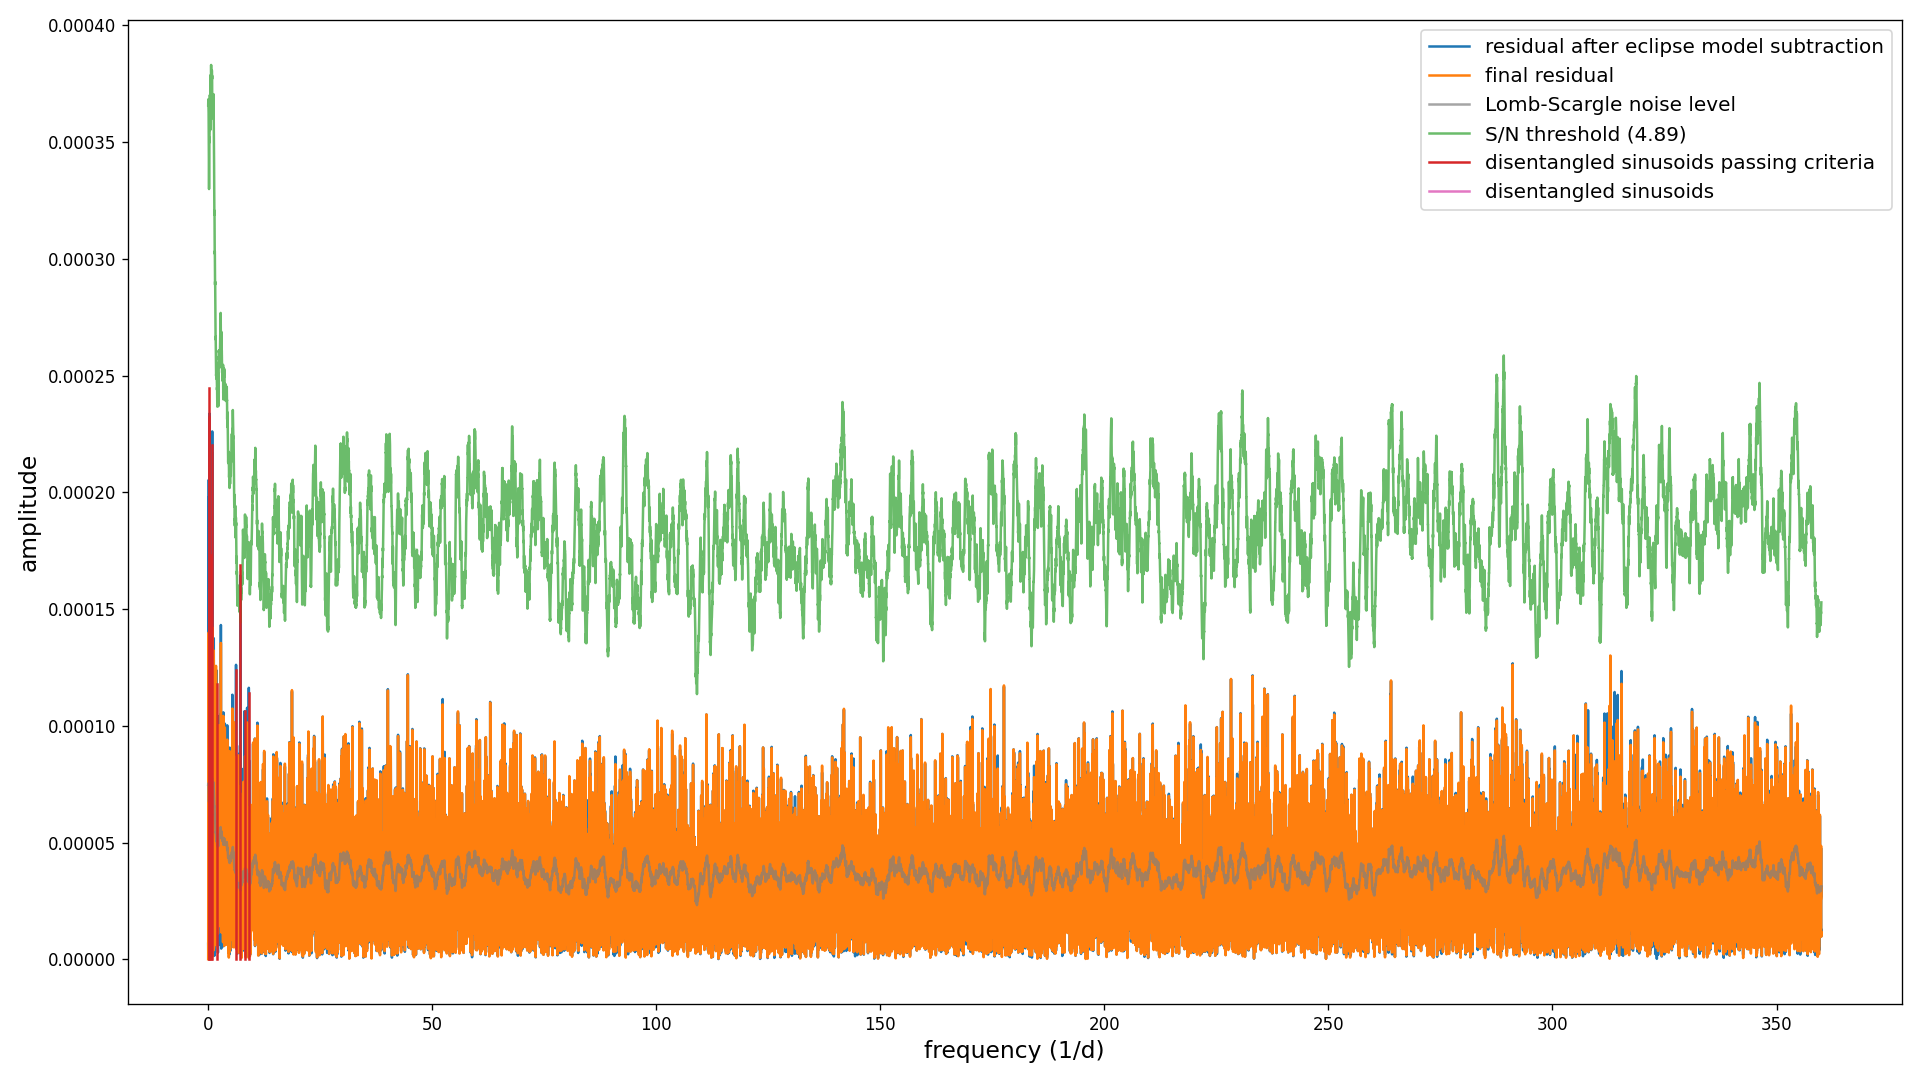 0.00040
0.00035
0.00030
0.00025
0.00020
0.00015
0.00010
0.00005
0.00000
amplitude
residual after eclipse model subtraction
final residual
Lomb-Scargle noise level
S/N threshold (4.89)
disentangled sinusoids passing criteria
disentangled sinusoids
0 50 100 150 200 250 300 350
frequency (1/d)